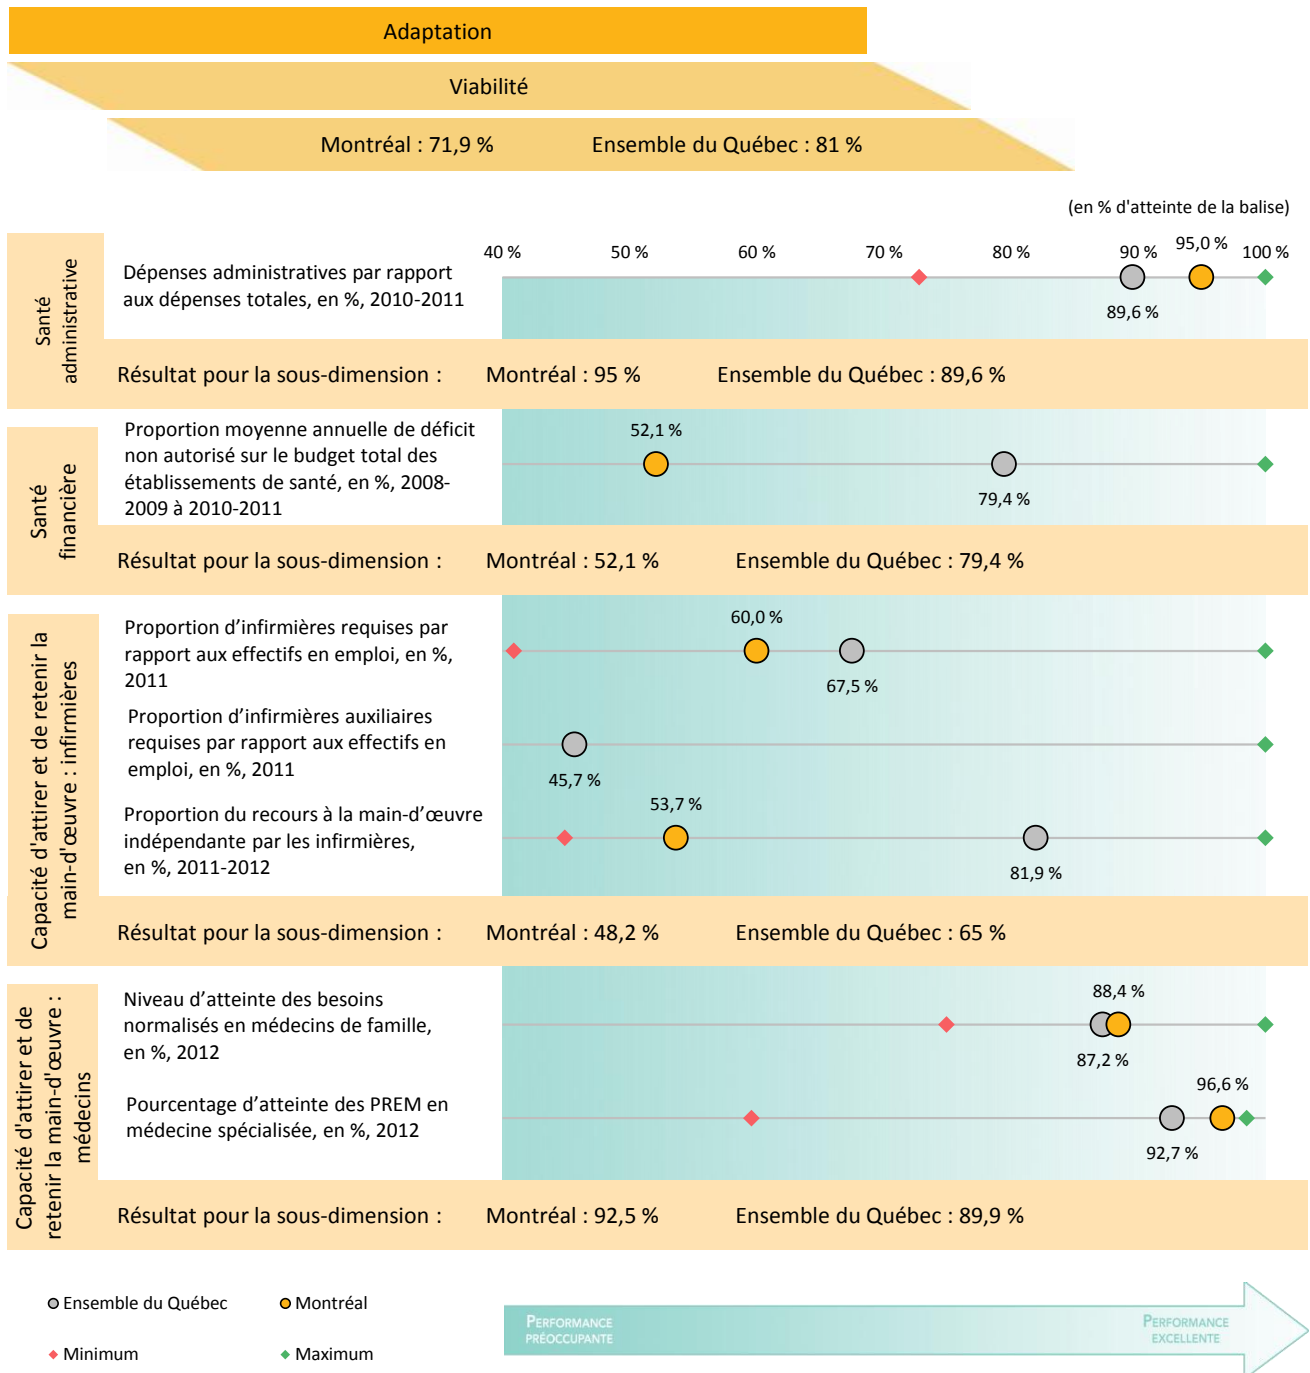 Adaptation
Viabilité
Montréal : 71,9 % Ensemble du Québec : 81 %
(en % d'atteinte de la balise)
40 % 50 % 60 % 70 % 80 % 90 % 95,0 % 100 %
Santé
administrative
Dépenses administratives par rapport
aux dépenses totales, en %, 2010-2011
89,6 %
Résultat pour la sous-dimension : Montréal : 95 % Ensemble du Québec : 89,6 %
Santé
financière
Proportion moyenne annuelle de déficit
non autorisé sur le budget total des
établissements de santé, en %, 2008-
2009 à 2010-2011
52,1 %
79,4 %
Résultat pour la sous-dimension : Montréal : 52,1 % Ensemble du Québec : 79,4 %
Capacité d'attirer et de retenir la
main-d'œuvre : infirmières
Proportion d’infirmières requises par
rapport aux effectifs en emploi, en %,
2011
60,0 %
67,5 %
Proportion d’infirmières auxiliaires
requises par rapport aux effectifs en
emploi, en %, 2011
45,7 %
Proportion du recours à la main-d’œuvre
indépendante par les infirmières,
en %, 2011-2012
53,7 %
81,9 %
Résultat pour la sous-dimension : Montréal : 48,2 % Ensemble du Québec : 65 %
Capacité d'attirer et de
retenir la main-d'œuvre :
médecins
Niveau d’atteinte des besoins
normalisés en médecins de famille,
en %, 2012
88,4 %
87,2 %
Pourcentage d’atteinte des PREM en
médecine spécialisée, en %, 2012
96,6 %
92,7 %
Résultat pour la sous-dimension : Montréal : 92,5 % Ensemble du Québec : 89,9 %
Ensemble du Québec Montréal
Minimum Maximum
PERFORMANCE
PRÉOCCUPANTE
PERFORMANCE
EXCELLENTE